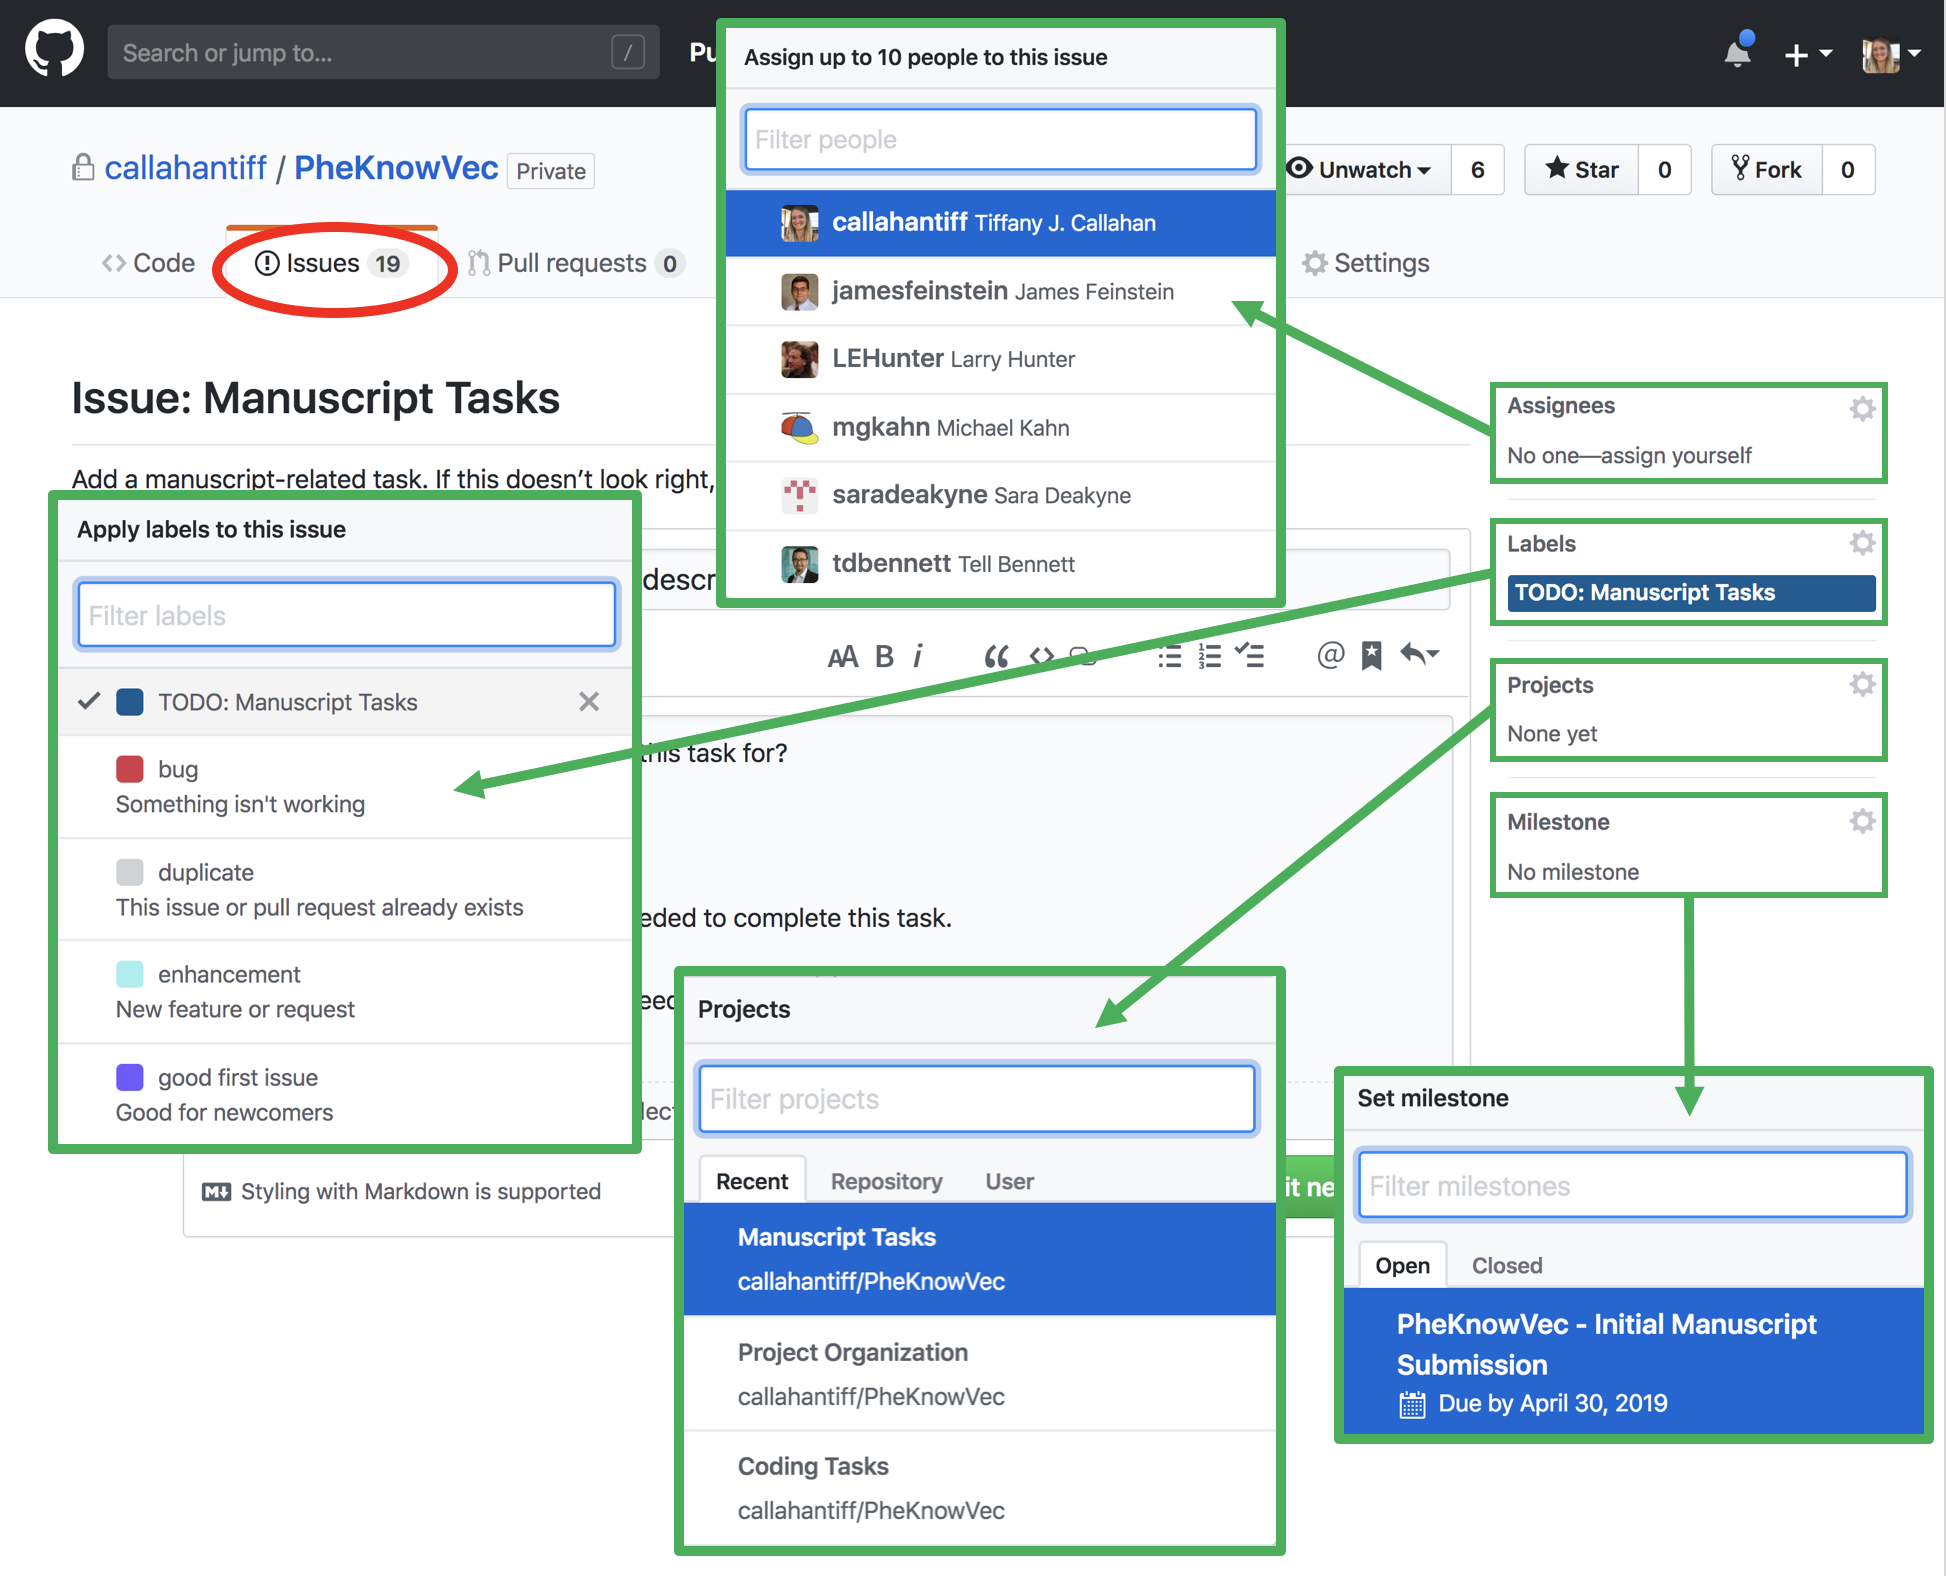 Search or jump to... /
Assign up to 10 people to this issue
Filter people
callahantiff Tiffany J. Callahan
jamesfeinstein James Feinstein
LEHunter Larry Hunter
mgkahn Michael Kahn
saradeakyne Sara Deakyne
tdbennett Tell Bennett
callahantiff / PheKnowVec Private
Unwatch 6
Star 0
Fork 0
Code
Issues 19
Pull requests 0
Settings
Issue: Manuscript Tasks
Add a manuscript-related task. If this doesn’t look right,
Apply labels to this issue
Filter labels
TODO: Manuscript Tasks
bug
Something isn't working
duplicate
This issue or pull request already exists
enhancement
New feature or request
good first issue
Good for newcomers
AA B i
this task for?
to complete this task.
Styling with Markdown is supported
Assignees
No one—assign yourself
Labels
TODO: Manuscript Tasks
Projects
None yet
Milestone
No milestone
Projects
Filter projects
Recent Repository User
Manuscript Tasks
callahantiff/PheKnowVec
Project Organization
callahantiff/PheKnowVec
Coding Tasks
callahantiff/PheKnowVec
Set milestone
Filter milestones
Open Closed
PheKnowVec - Initial Manuscript
Submission
Due by April 30, 2019